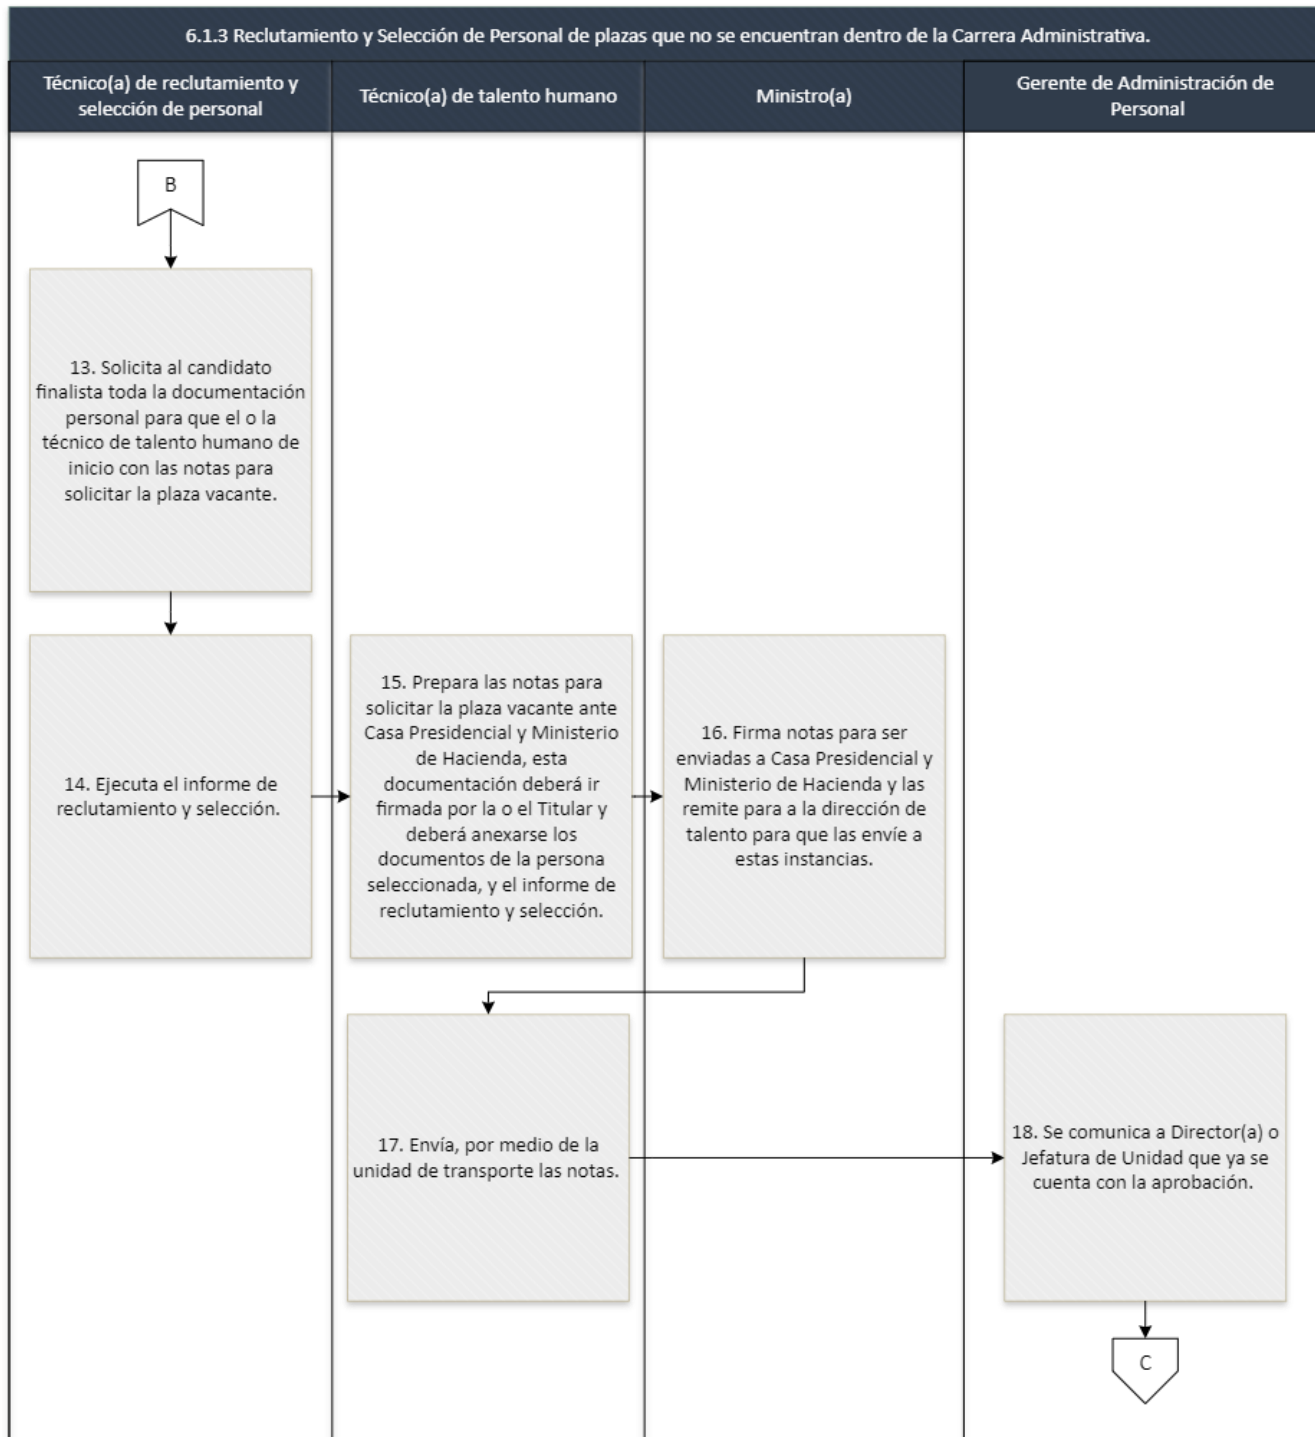 6.1.3 Reclutamiento y Selección de Personal de plazas que no se encuentran dentro de la Carrera Administrativa.
Técnico(a) de reclutamiento y
selección de personal
Técnico(a) de talento humano
Ministro(a)
Gerente de Administración de
Personal
B
13. Solicita al candidato
finalista toda la documentación
personal para que el o la
técnico de talento humano de
inicio con las notas para
solicitar la plaza vacante.
14. Ejecuta el informe de
reclutamiento y selección.
15. Prepara las notas para
solicitar la plaza vacante ante
Casa Presidencial y Ministerio
de Hacienda, esta
documentación deberá ir
firmada por la o el Titular y
deberá anexarse los
documentos de la persona
seleccionada, y el informe de
reclutamiento y selección.
16. Firma notas para ser
enviadas a Casa Presidencial y
Ministerio de Hacienda y las
remite para a la dirección de
talento para que las envíe a
estas instancias.
17. Envía, por medio de la
unidad de transporte las notas.
18. Se comunica a Director(a) o
Jefatura de Unidad que ya se
cuenta con la aprobación.
C